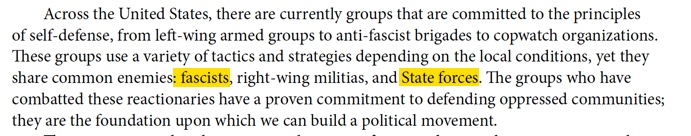 Across the United States, there are currently groups that are committed to the principles
of self-defense, from left-wing armed groups to anti-fascist brigades to copwatch organizations.
These groups use a variety of tactics and strategies depending on the local conditions, yet they
share common enemies: fascists, right-wing militias, and State forces. The groups who have
combatted these reactionaries have a proven commitment to defending oppressed communities;
they are the foundation upon which we can build a political movement.